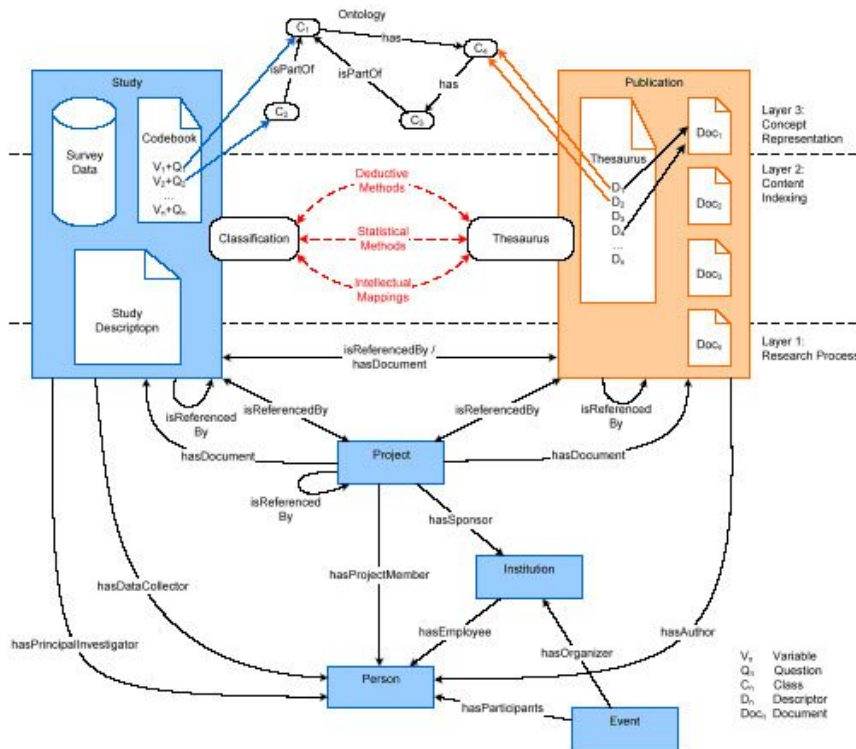 Ontology
C₁
has
C₄
isPartOf
isPartOf
has
C₂
C₃
Study
Survey
Data
Codebook
V₁+Q₁
V₂+Q₂
...
Vₙ+Qₙ
Study
Descriptopn
Publication
Thesaurus
D₁
D₂
D₃
D₄
...
Dₙ
Doc₁
Doc₂
Doc₃
Docₙ
Layer 3:
Concept
Representation
Layer 2:
Content
Indexing
Layer 1:
Research Process
Classification
Deductive
Methods
Statistical
Methods
Intellectual
Mappings
Thesaurus
isReferencedBy /
hasDocument
isReferenced
By
isReferencedBy
isReferencedBy
isReferenced
By
hasDocument
Project
hasDocument
isReferenced
By
hasSponsor
hasProjectMember
Institution
hasDataCollector
hasPrincipalInvestigator
hasEmployee
hasOrganizer
hasAuthor
Person
hasParticipants
Event
Vₙ Variable
Qₙ Question
Cₙ Class
Dₙ Descriptor
Docₙ Document